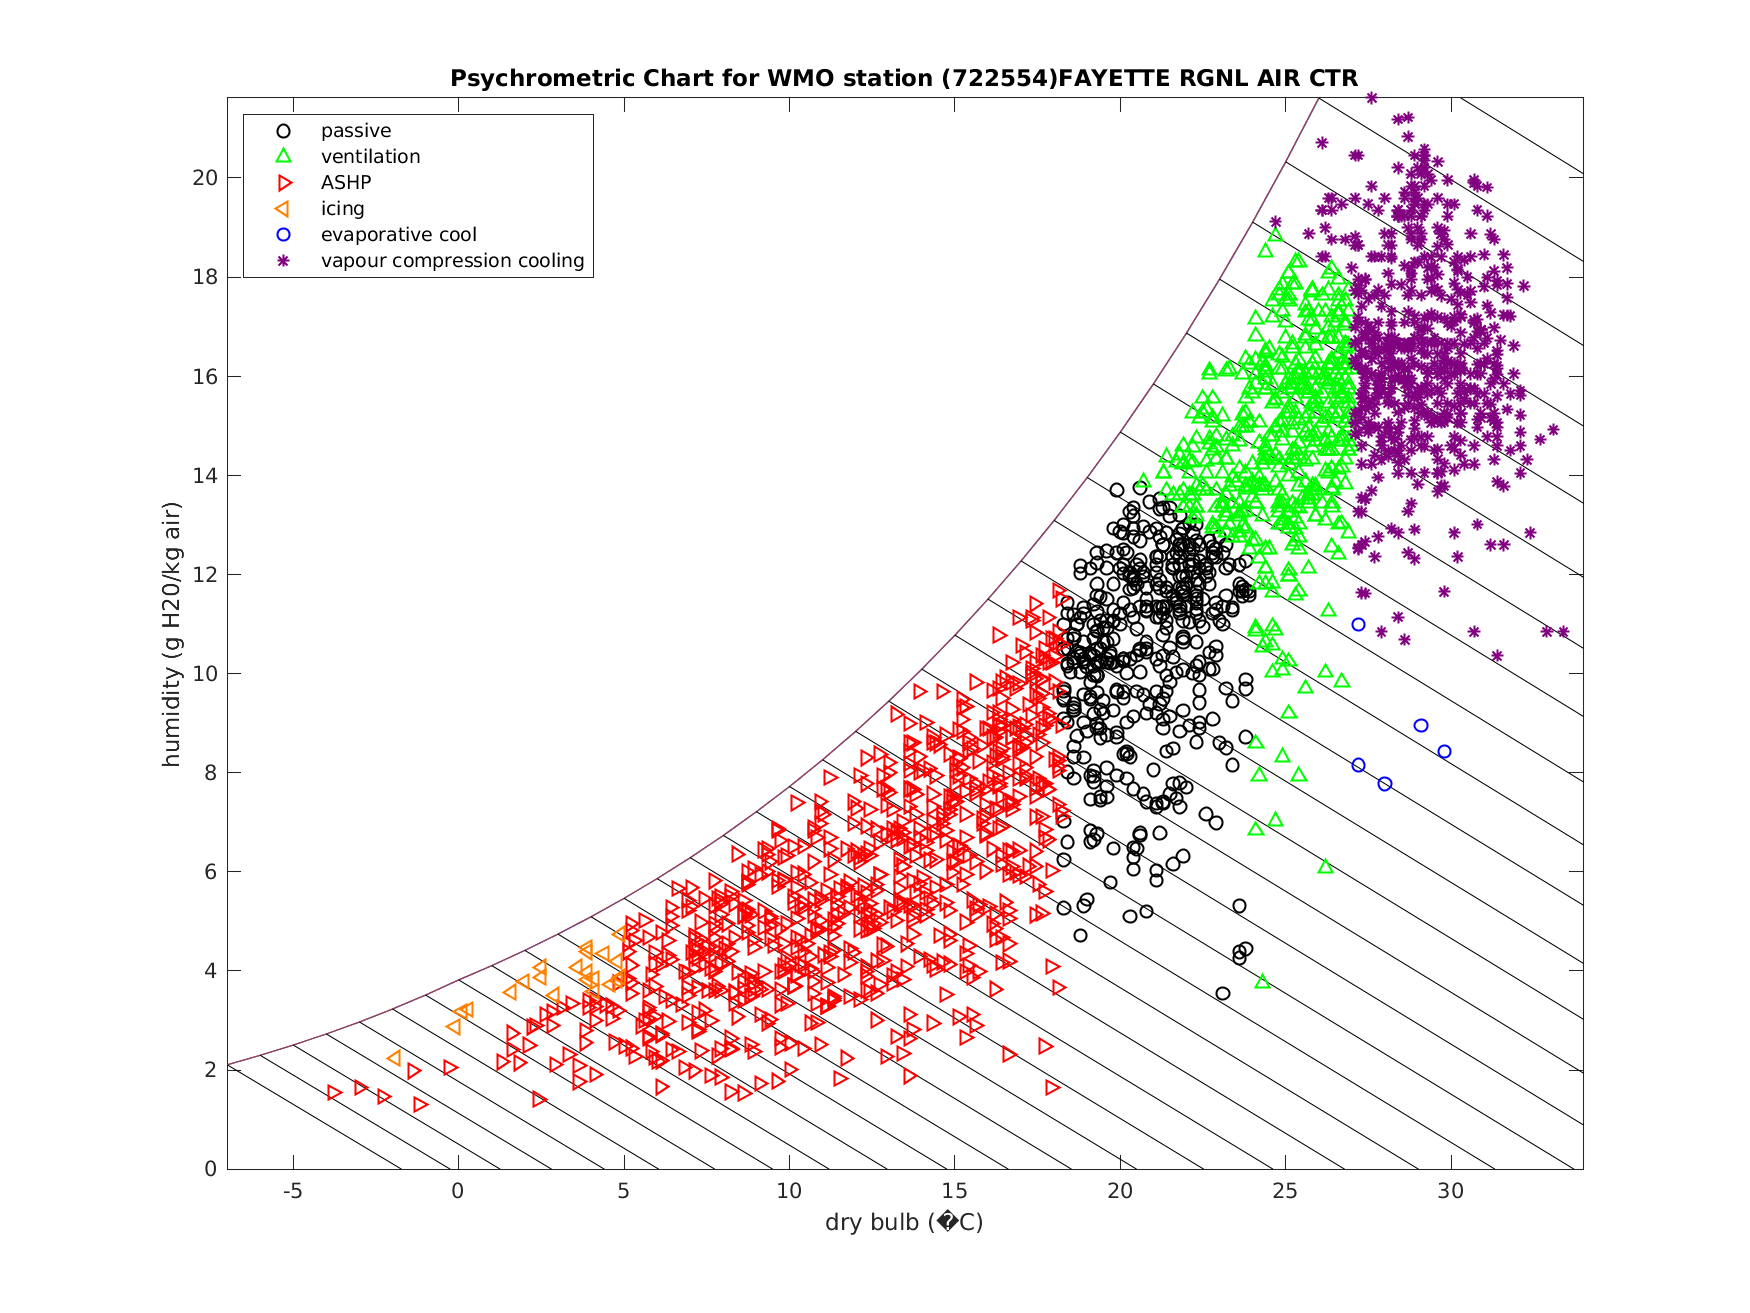 Psychrometric Chart for WMO station (722554)FAYETTE RGNL AIR CTR
passive
ventilation
ASHP
icing
evaporative cool
vapour compression cooling
humidity (g H20/kg air)
20
18
16
14
12
10
8
6
4
2
0
-5 0 5 10 15 20 25 30
dry bulb (�C)